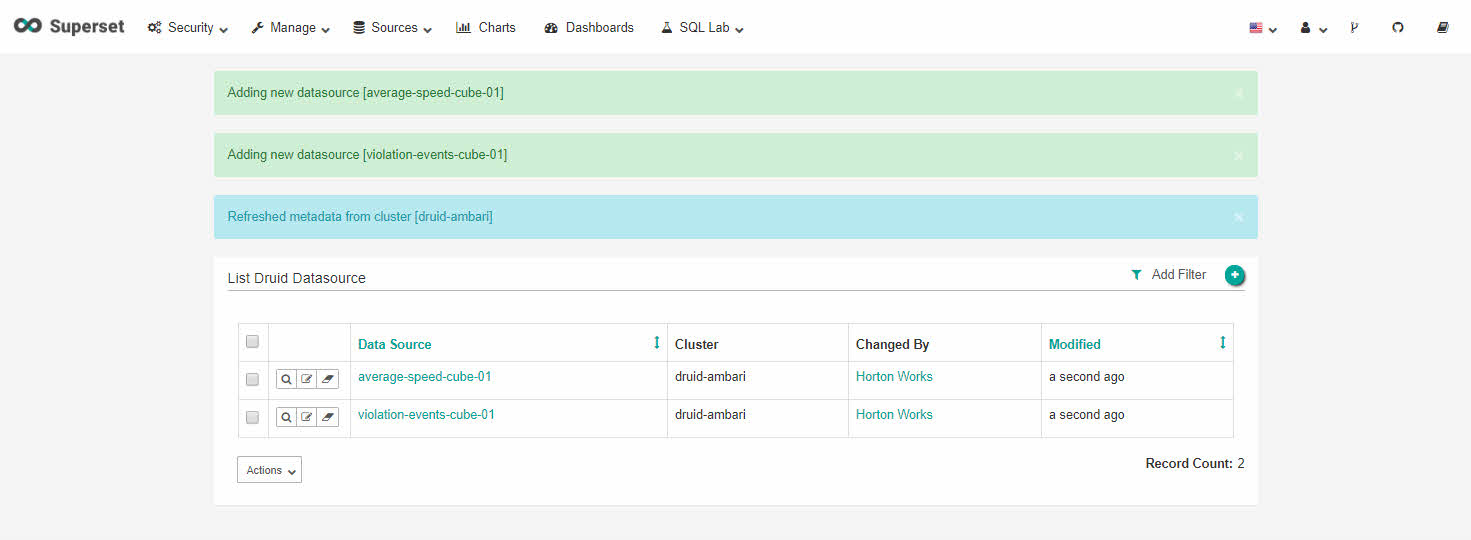 Superset Security Manage Sources Charts Dashboards SQL Lab
Adding new datasource [average-speed-cube-01]
Adding new datasource [violation-events-cube-01]
Refreshed metadata from cluster [druid-ambari]
List Druid Datasource Add Filter
Data Source Cluster Changed By Modified
average-speed-cube-01 druid-ambari Horton Works a second ago
violation-events-cube-01 druid-ambari Horton Works a second ago
Actions Record Count: 2